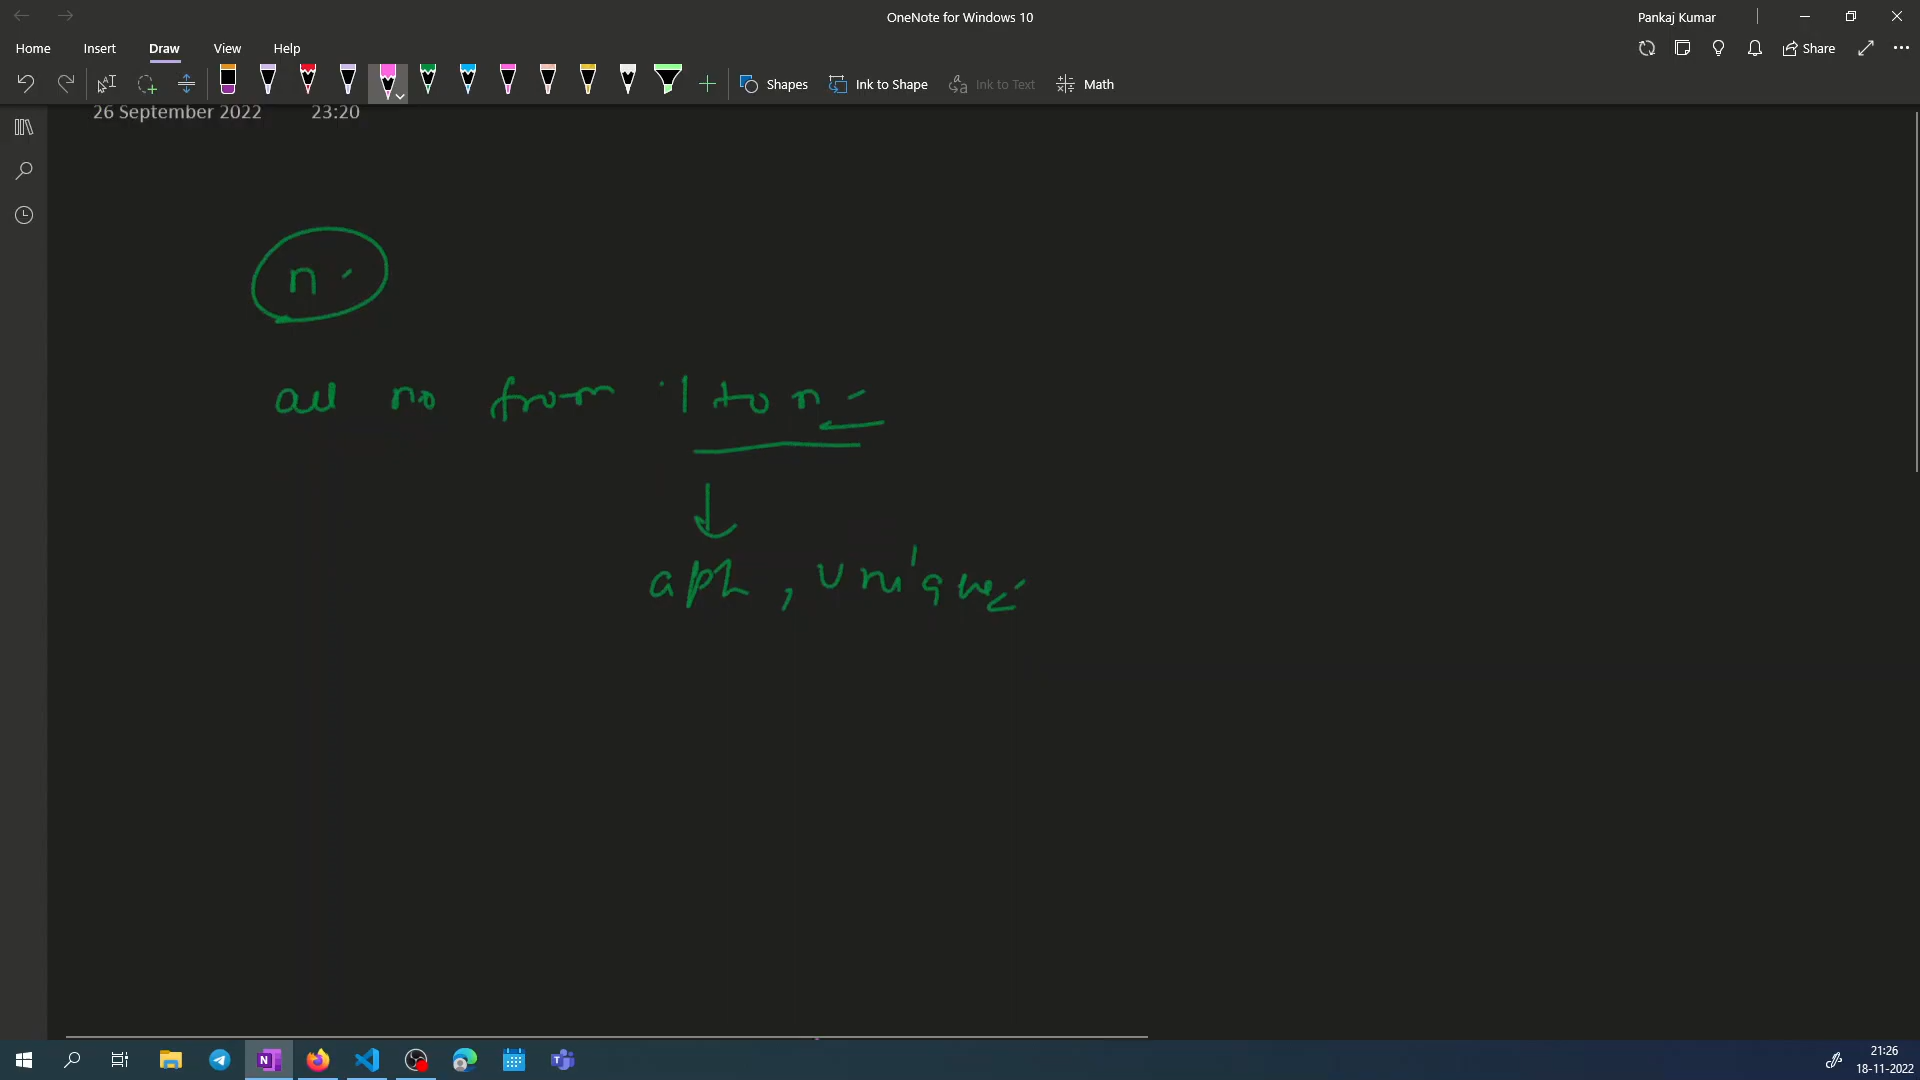 OneNote for Windows 10
Pankaj Kumar
Home Insert Draw View Help
Share
Shapes Ink to Shape Ink to Text Math
26 September 2022 23:20
n
all no from 1 to n
, unique
21:26
18-11-2022